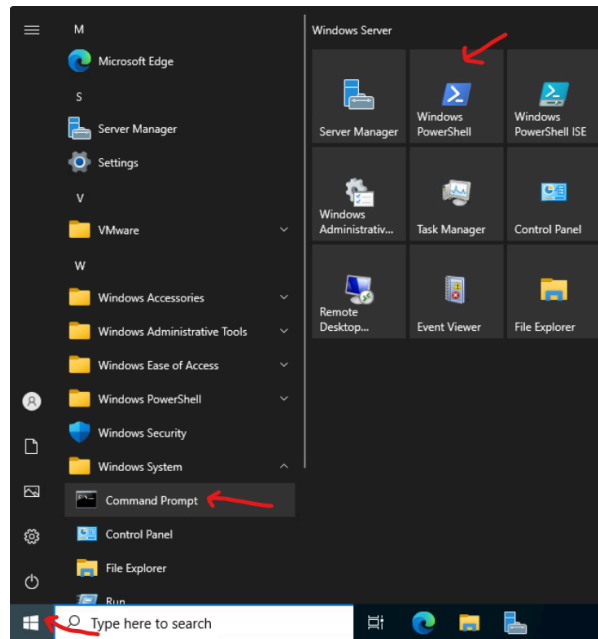 M
Microsoft Edge
S
Server Manager
Settings
V
VMware
W
Windows Accessories
Windows Administrative Tools
Windows Ease of Access
Windows PowerShell
Windows Security
Windows System
Command Prompt
Control Panel
File Explorer
Run
Windows Server
Server Manager
Windows
PowerShell
Windows
PowerShell ISE
Windows
Administrativ...
Task Manager
Control Panel
Remote
Desktop...
Event Viewer
File Explorer
Type here to search